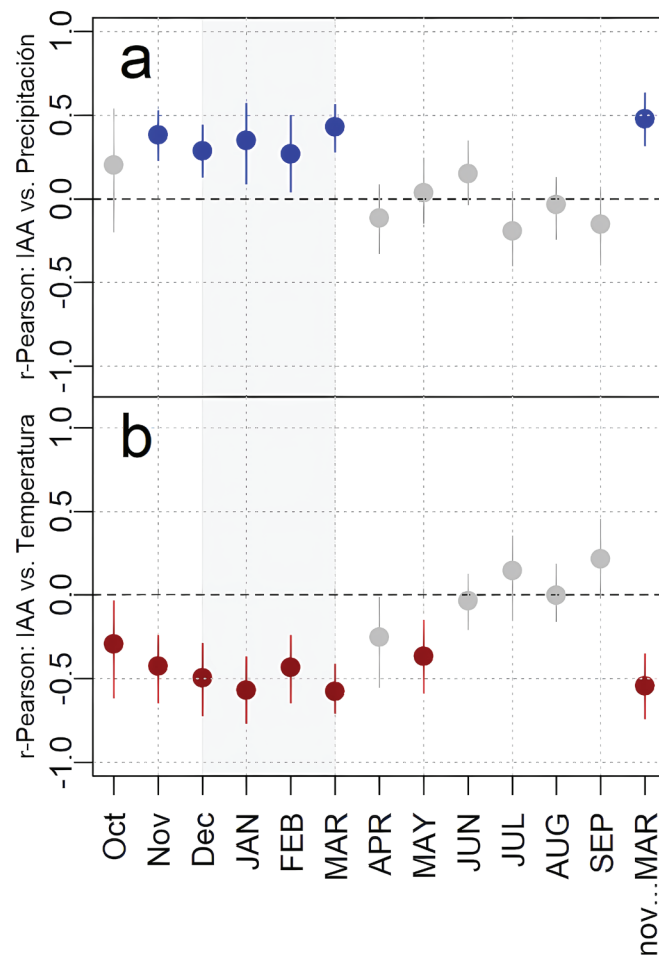 a
r-Pearson: IAA vs. Precipitación
1.0
0.5
0.0
-0.5
-1.0
b
r-Pearson: IAA vs. Temperatura
1.0
0.5
0.0
-0.5
-1.0
Oct
Nov
Dec
JAN
FEB
MAR
APR
MAY
JUN
JUL
AUG
SEP
nov...MAR